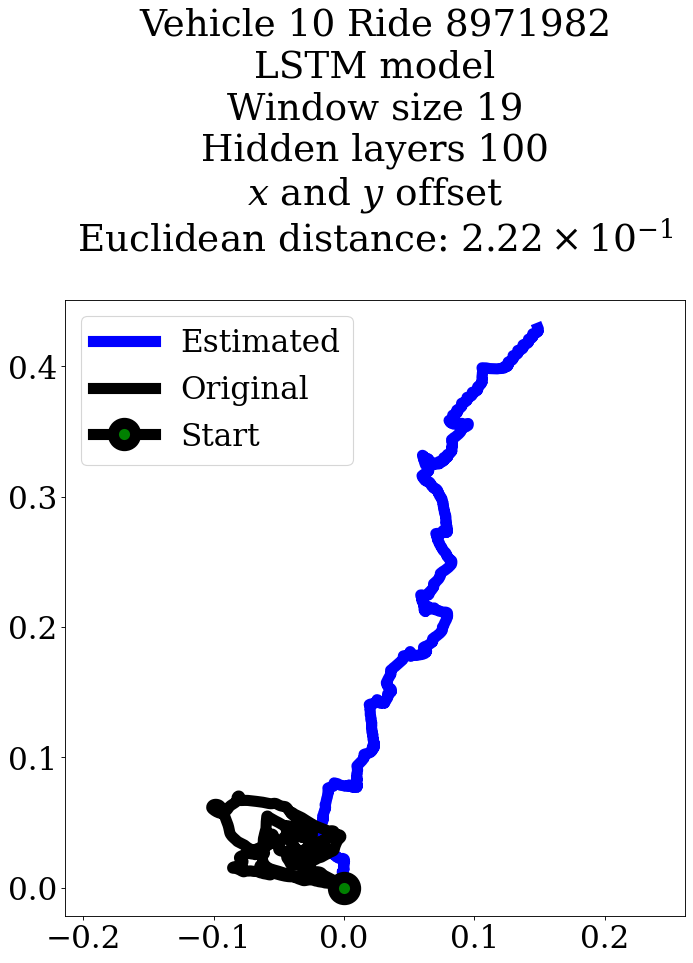 Vehicle 10 Ride 8971982
LSTM model
Window size 19
Hidden layers 100
x and y offset
Euclidean distance: 2.22 × 10⁻¹
Estimated
Original
Start
0.4
0.3
0.2
0.1
0.0
−0.2 −0.1 0.0 0.1 0.2